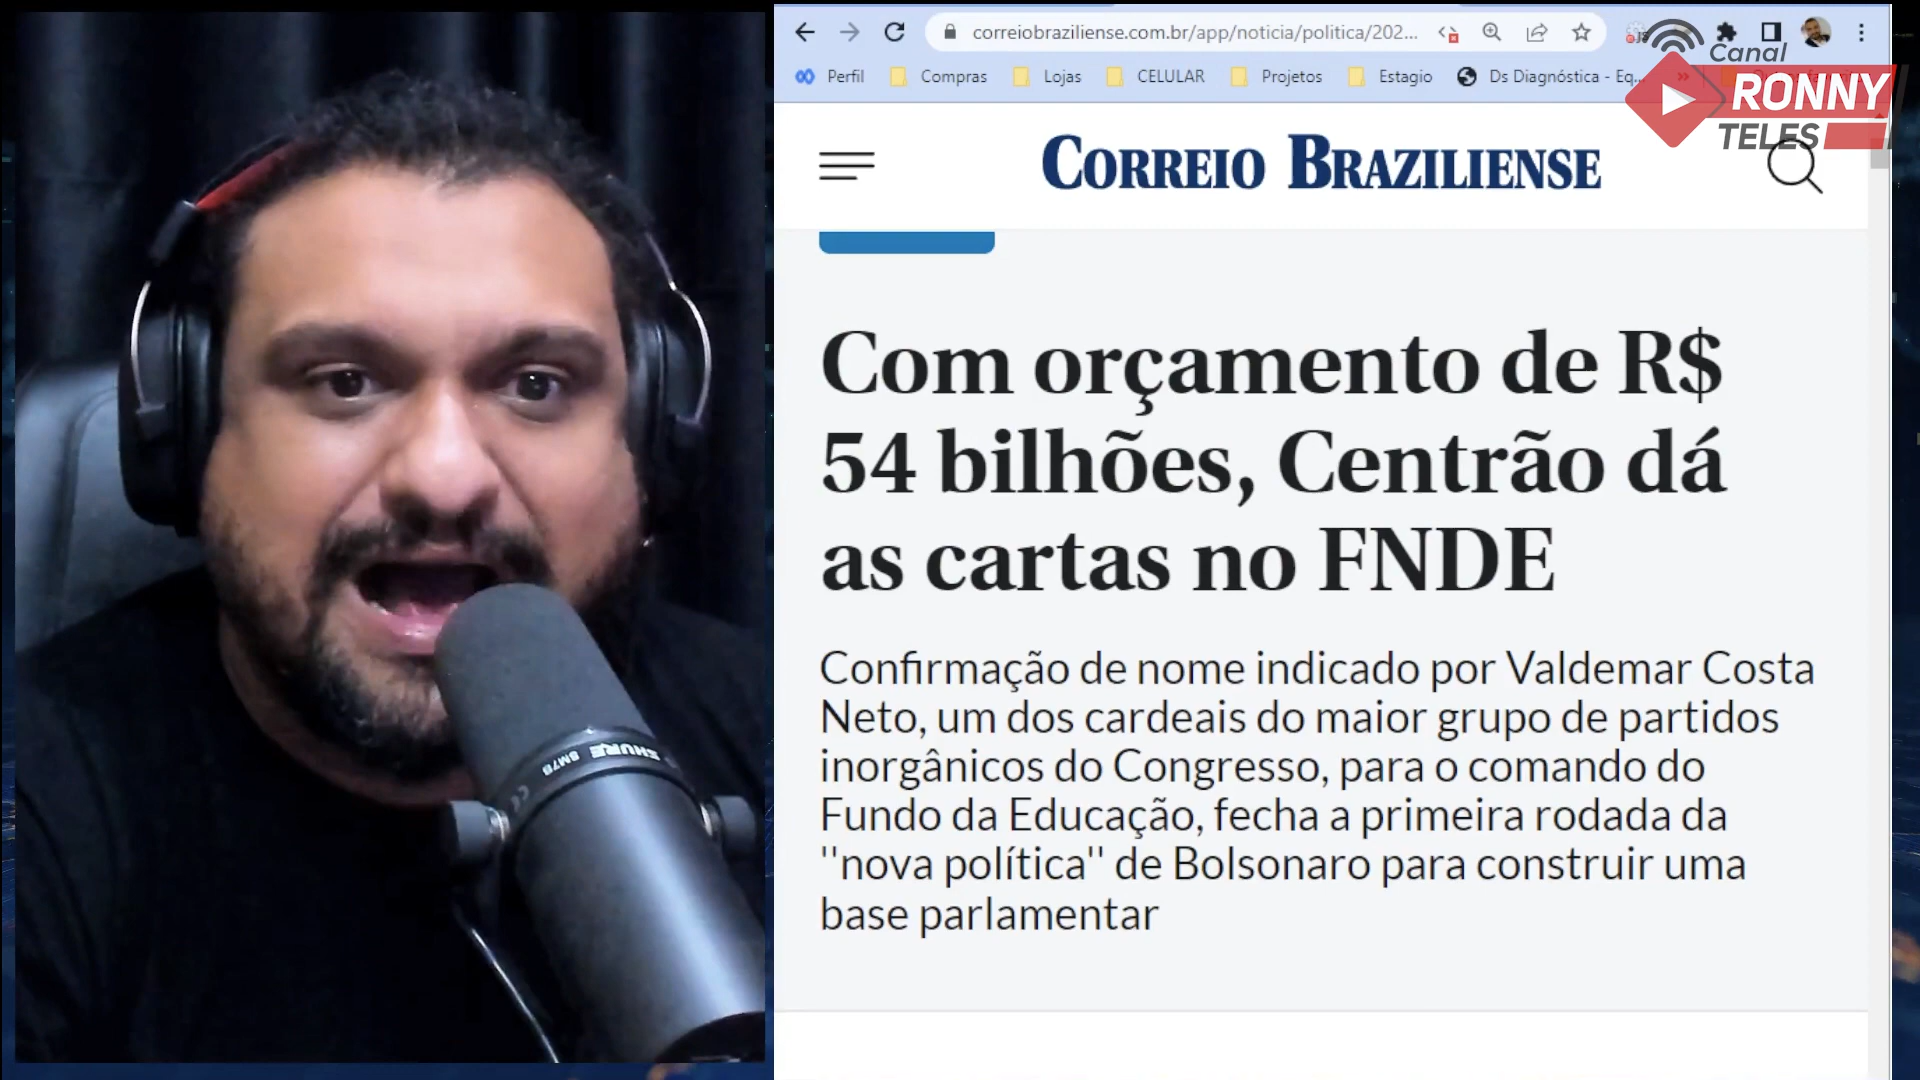 correiobraziliense.com.br/app/noticia/politica/202...
Perfil Compras Lojas CELULAR Projetos Estagio Ds Diagnóstica - Eq...
Canal
RONNY
TELES
CORREIO BRAZILIENSE
Com orçamento de R$
54 bilhões, Centrão dá
as cartas no FNDE
Confirmação de nome indicado por Valdemar Costa
Neto, um dos cardeais do maior grupo de partidos
inorgânicos do Congresso, para o comando do
Fundo da Educação, fecha a primeira rodada da
"nova política" de Bolsonaro para construir uma
base parlamentar
SHURE
SM7B